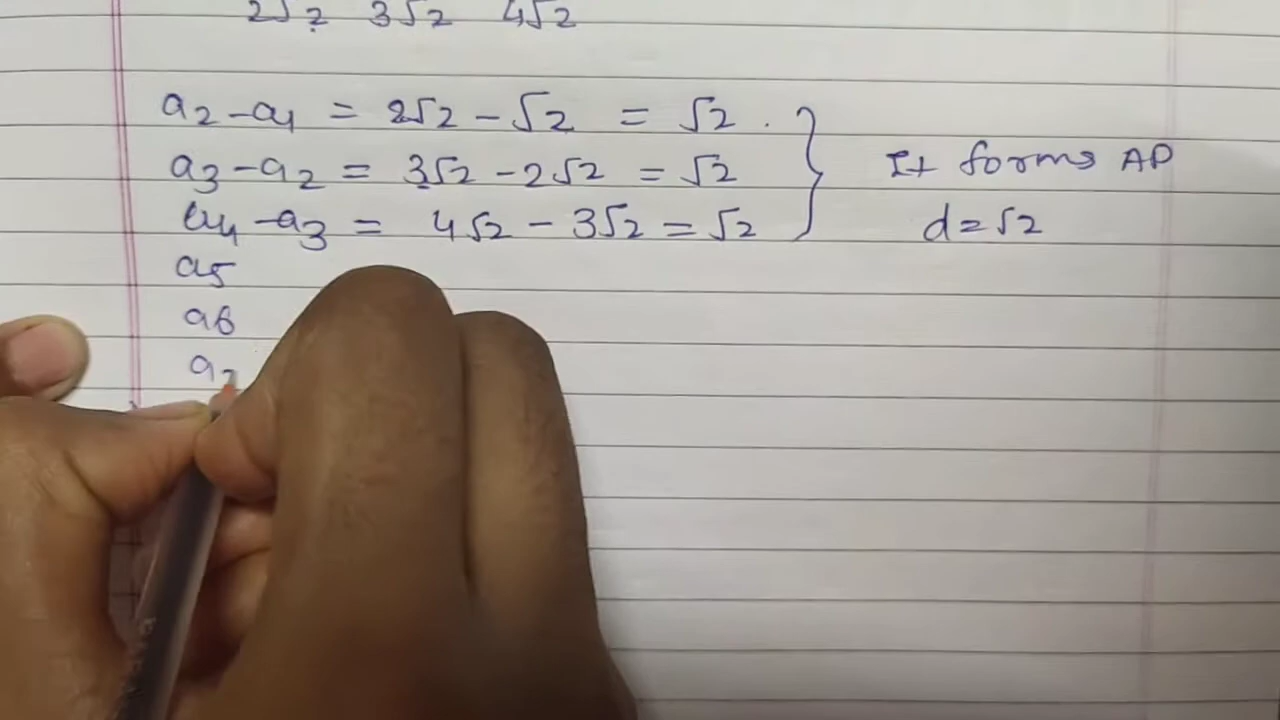 2√2 3√2 4√2
a2 - a1 = 2√2 - √2 = √2 .
a3 - a2 = 3√2 - 2√2 = √2
a4 - a3 = 4√2 - 3√2 = √2
It forms AP
d = √2
a5
a6
a